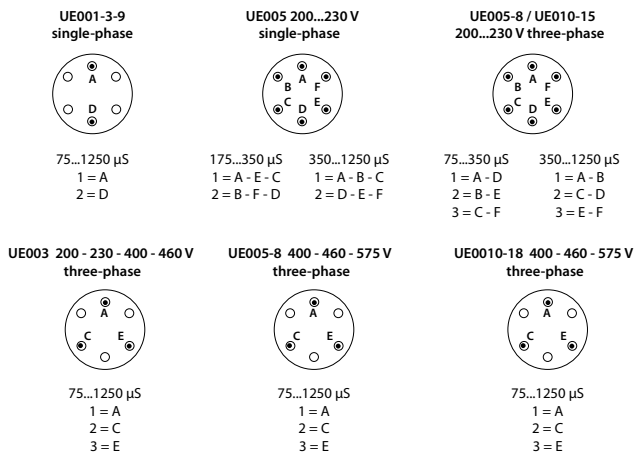 UE001-3-9
single-phase
A
D
75...1250 µS
1 = A
2 = D
UE005 200...230 V
single-phase
A
B F
C E
D
175...350 µS 350...1250 µS
1 = A - E - C 1 = A - B - C
2 = B - F - D 2 = D - E - F
UE005-8 / UE010-15
200...230 V three-phase
A
B F
C E
D
75...350 µS 350...1250 µS
1 = A - D 1 = A - B
2 = B - E 2 = C - D
3 = C - F 3 = E - F
UE003 200 - 230 - 400 - 460 V
three-phase
A
C E
75...1250 µS
1 = A
2 = C
3 = E
UE005-8 400 - 460 - 575 V
three-phase
A
C E
75...1250 µS
1 = A
2 = C
3 = E
UE0010-18 400 - 460 - 575 V
three-phase
A
C E
75...1250 µS
1 = A
2 = C
3 = E